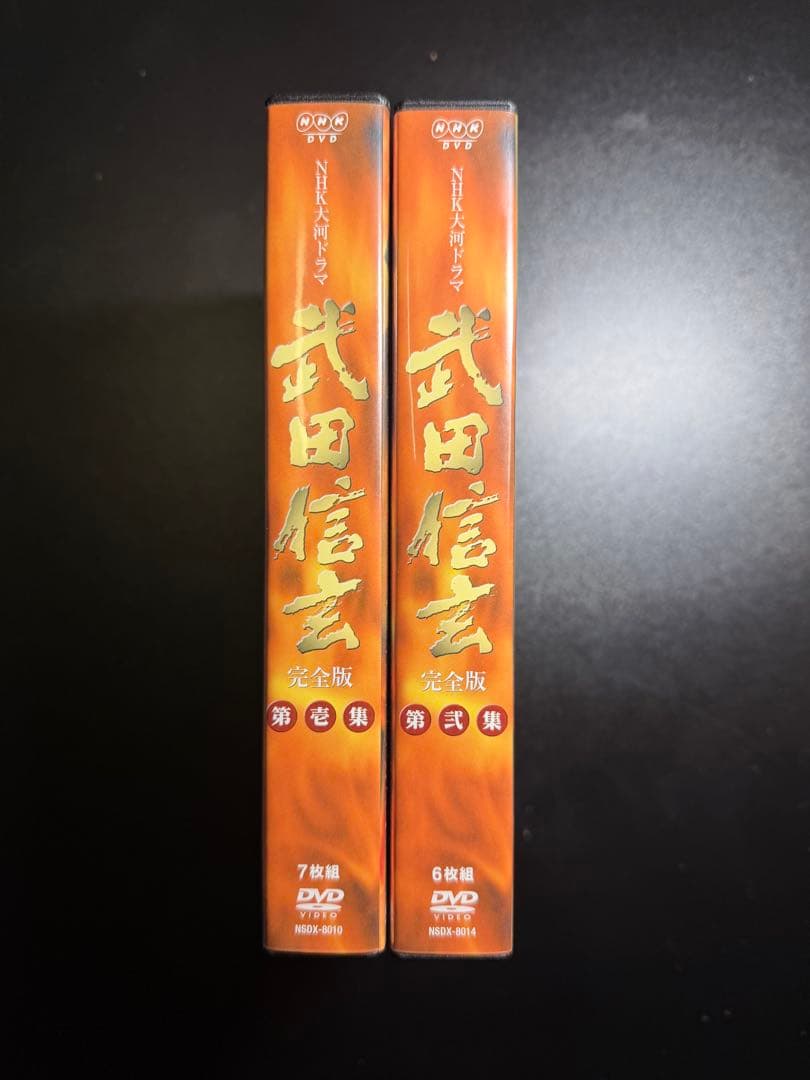 NHK
DVD
NHK大河ドラマ
武田信玄
完全版
第壱集
7枚組
DVD
VIDEO
NSDX-8010
NHK
DVD
NHK大河ドラマ
武田信玄
完全版
第弐集
6枚組
DVD
VIDEO
NSDX-8014